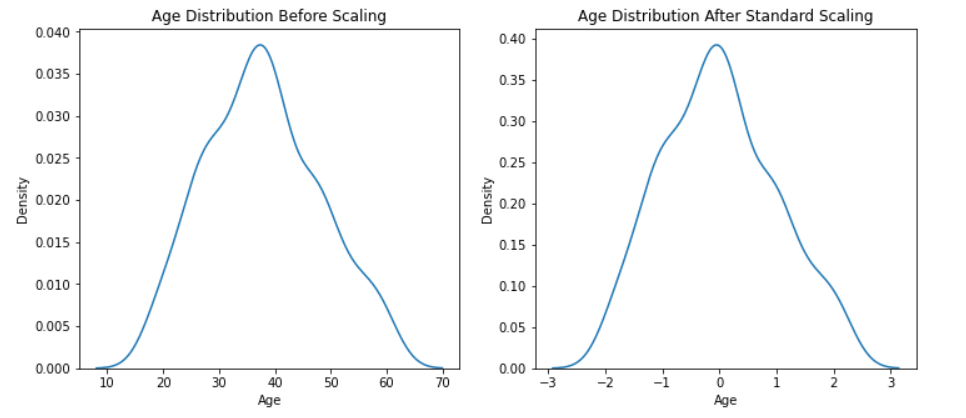 Age Distribution Before Scaling
0.040
0.035
0.030
0.025
0.020
0.015
0.010
0.005
0.000
Density
10 20 30 40 50 60 70
Age
Age Distribution After Standard Scaling
0.40
0.35
0.30
0.25
0.20
0.15
0.10
0.05
0.00
Density
−3 −2 −1 0 1 2 3
Age